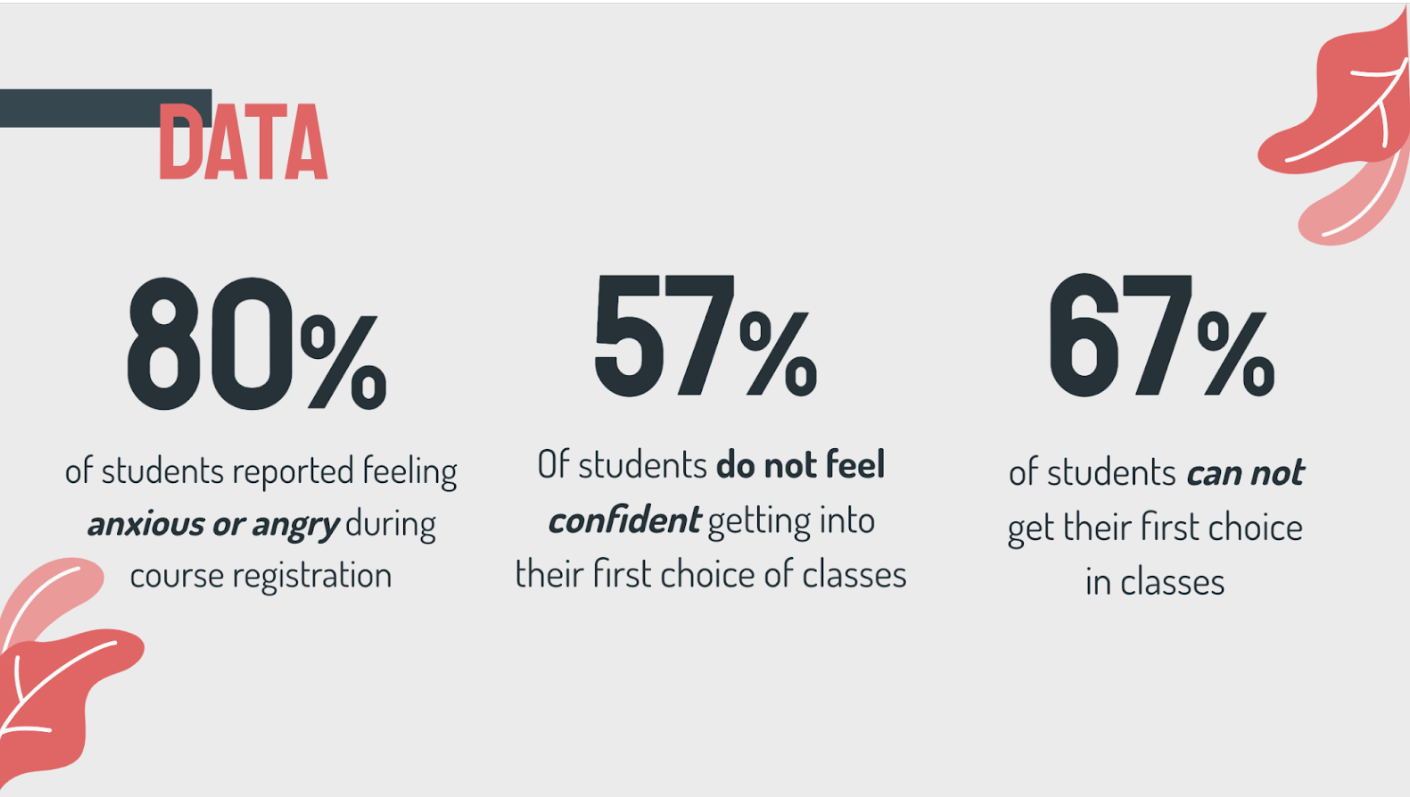 DATA
80%
of students reported feeling
anxious or angry during
course registration
57%
Of students do not feel
confident getting into
their first choice of classes
67%
of students can not
get their first choice
in classes